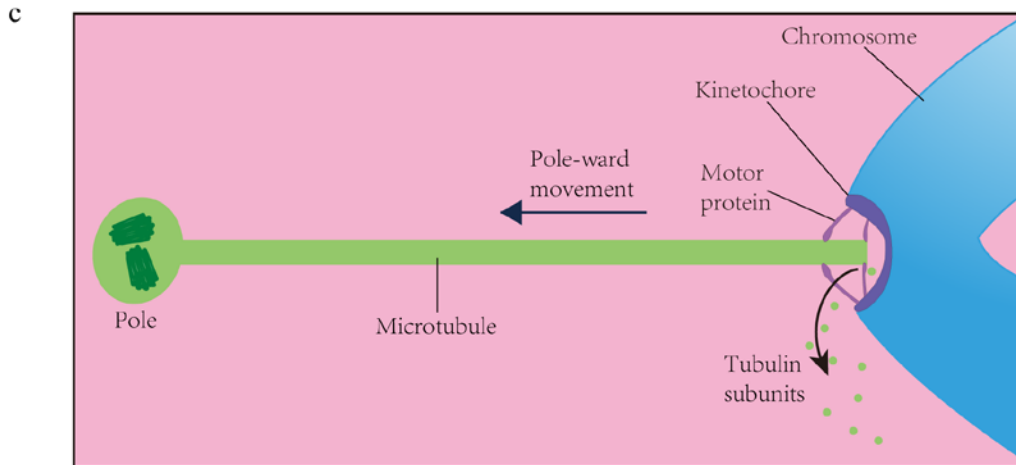 c
Chromosome
Kinetochore
Pole-ward
movement
Motor
protein
Pole
Microtubule
Tubulin
subunits